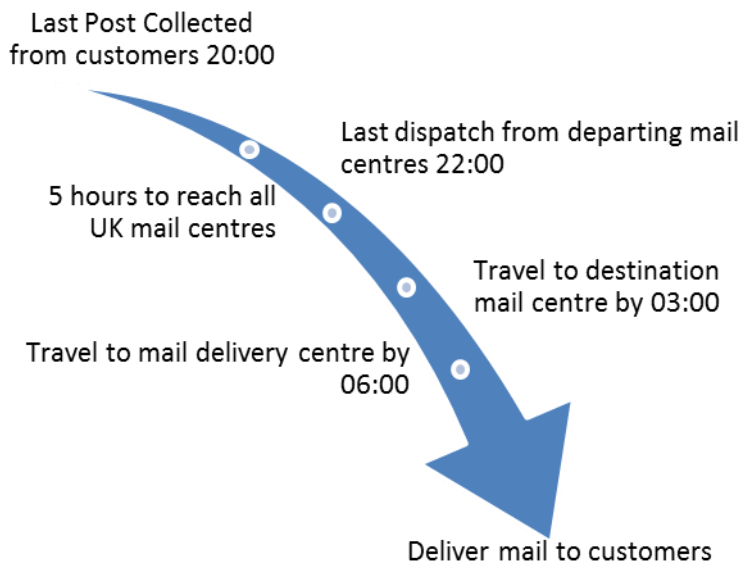 Last Post Collected
from customers 20:00
Last dispatch from departing mail
centres 22:00
5 hours to reach all
UK mail centres
Travel to destination
mail centre by 03:00
Travel to mail delivery centre by
06:00
Deliver mail to customers